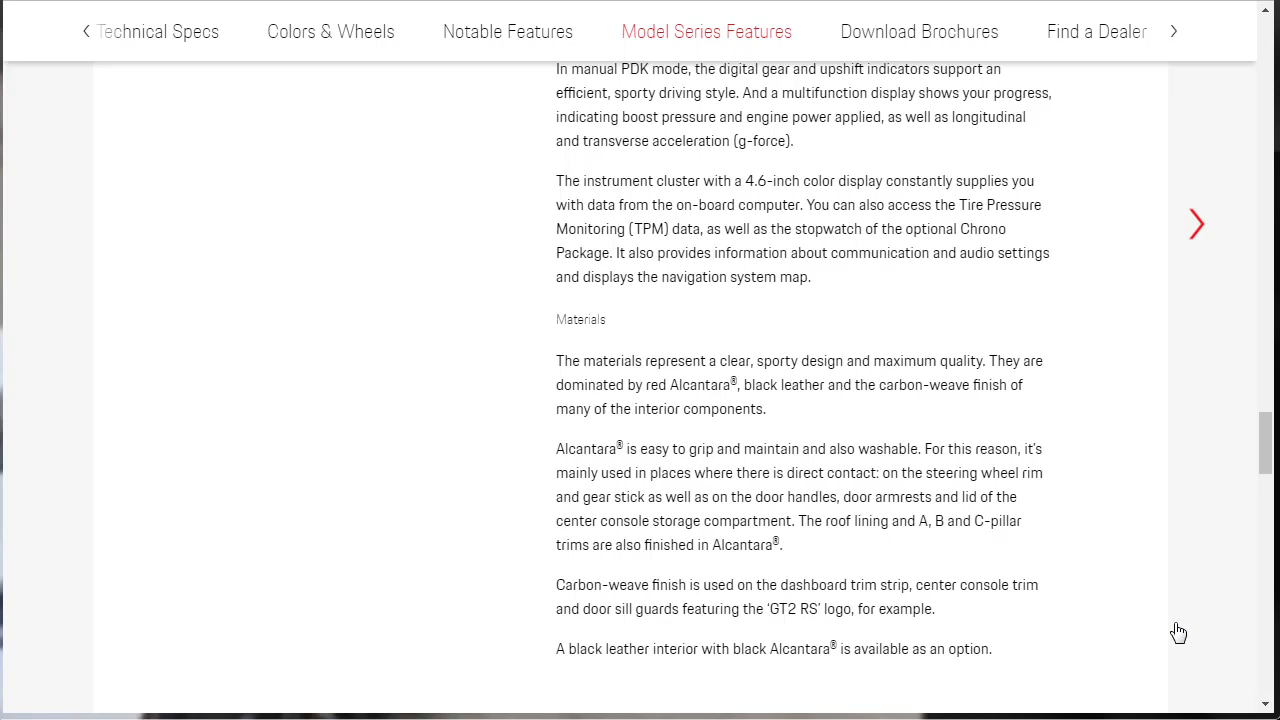 Technical Specs Colors & Wheels Notable Features Model Series Features Download Brochures Find a Dealer
In manual PDK mode, the digital gear and upshift indicators support an
efficient, sporty driving style. And a multifunction display shows your progress,
indicating boost pressure and engine power applied, as well as longitudinal
and transverse acceleration (g-force).
The instrument cluster with a 4.6-inch color display constantly supplies you
with data from the on-board computer. You can also access the Tire Pressure
Monitoring (TPM) data, as well as the stopwatch of the optional Chrono
Package. It also provides information about communication and audio settings
and displays the navigation system map.
Materials
The materials represent a clear, sporty design and maximum quality. They are
dominated by red Alcantara®, black leather and the carbon-weave finish of
many of the interior components.
Alcantara® is easy to grip and maintain and also washable. For this reason, it's
mainly used in places where there is direct contact: on the steering wheel rim
and gear stick as well as on the door handles, door armrests and lid of the
center console storage compartment. The roof lining and A, B and C-pillar
trims are also finished in Alcantara®.
Carbon-weave finish is used on the dashboard trim strip, center console trim
and door sill guards featuring the ‘GT2 RS’ logo, for example.
A black leather interior with black Alcantara® is available as an option.